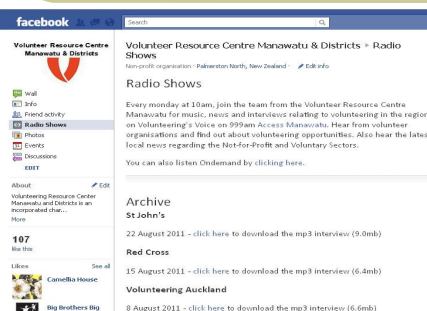 facebook
Search
Volunteer Resource Centre
Manawatu & Districts
Wall
Info
Friend activity
Radio Shows
Photos
Events
Discussions
EDIT
About
Edit
Volunteering Resource Center
Manawatu and Districts is an
incorporated char...
More
107
like this
Likes
See all
Camellia House
Big Brothers Big
Volunteer Resource Centre Manawatu & Districts ▸ Radio
Shows
Non-profit organisation · Palmerston North, New Zealand · Edit info
Radio Shows
Every monday at 10am, join the team from the Volunteer Resource Centre
Manawatu for music, news and interviews relating to volunteering in the region
on Volunteering's Voice on 999am Access Manawatu. Hear from volunteer
organisations and find out about volunteering opportunities. Also hear the lates
local news regarding the Not-for-Profit and Voluntary Sectors.
You can also listen Ondemand by clicking here.
Archive
St John's
22 August 2011 - click here to download the mp3 interview (9.0mb)
Red Cross
15 August 2011 - click here to download the mp3 interview (6.4mb)
Volunteering Auckland
8 August 2011 - click here to download the mp3 interview (6.6mb)